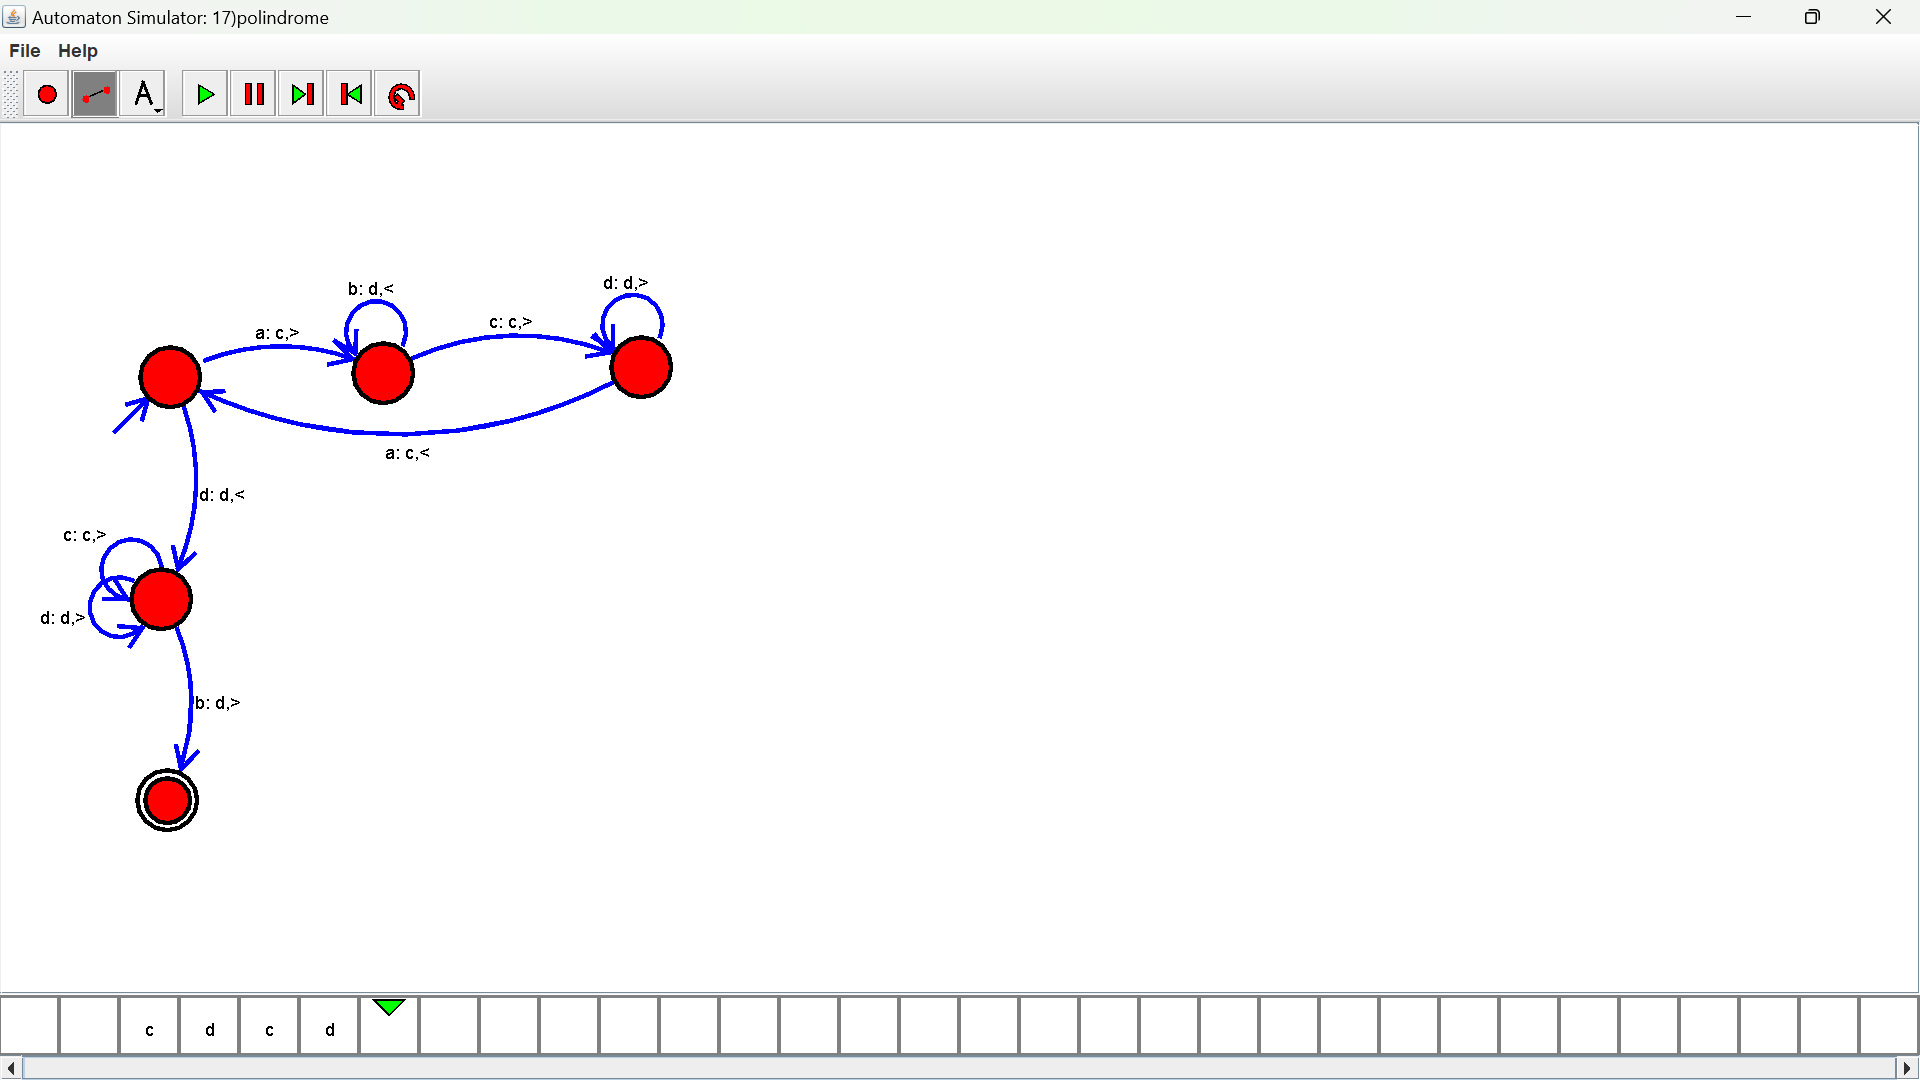 Automaton Simulator: 17)polindrome
File Help
A
b: d,<
d: d,>
a: c,>
c: c,>
a: c,<
d: d,<
c: c,>
d: d,>
b: d,>
c d c d